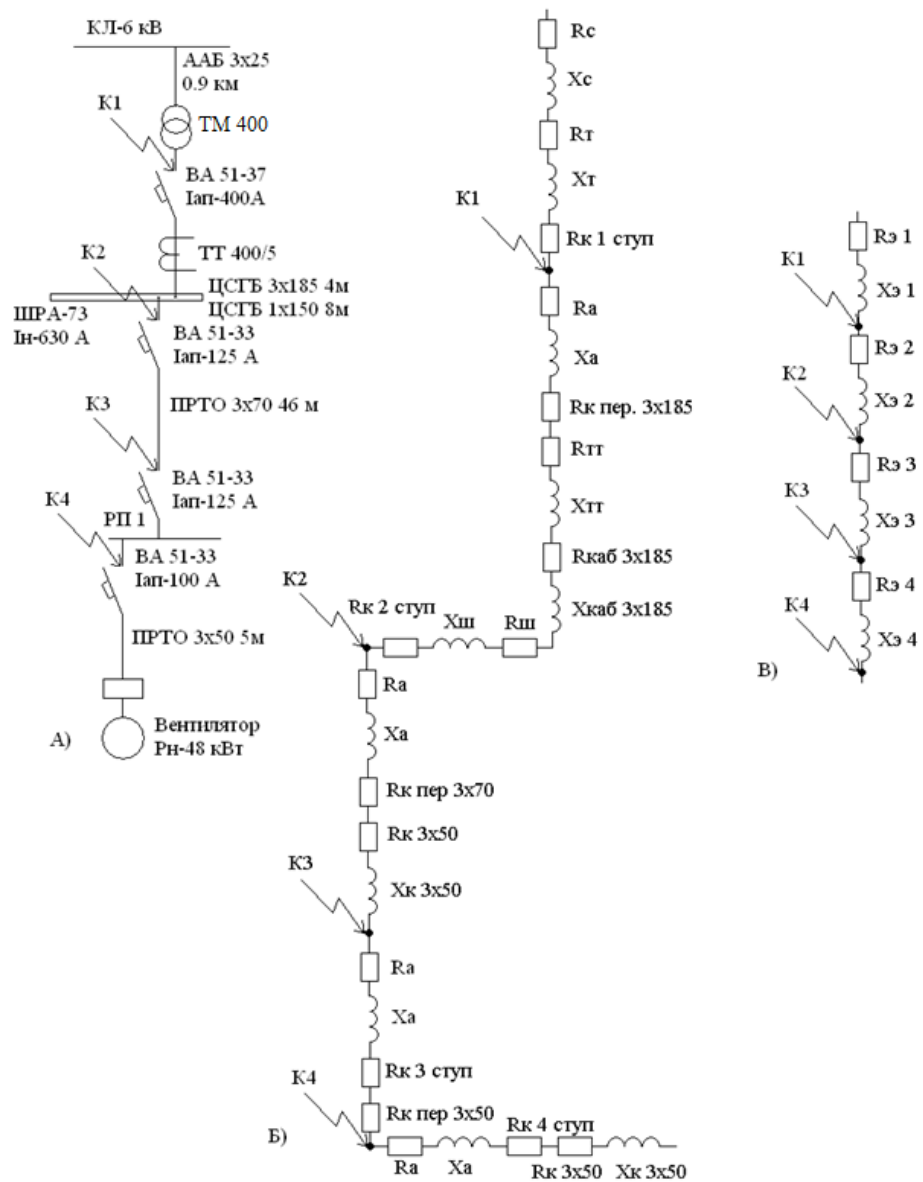 КЛ-6 кВ
ААБ 3х25
0.9 км
К1
ТМ 400
ВА 51-37
Iап-400А
К2
ТТ 400/5
ЦСГБ 3х185 4м
ШРА-73
Iн-630 А
ЦСГБ 1х150 8м
ВА 51-33
Iап-125 А
ПРТО 3х70 46 м
К3
ВА 51-33
Iап-125 А
К4
РП 1
ВА 51-33
Iап-100 А
ПРТО 3х50 5м
Вентилятор
Рн-48 кВт
А)
Rс
Xс
Rт
Xт
К1
Rк 1 ступ
Rа
Xа
Rк пер. 3х185
Rтт
Xтт
Rкаб 3х185
Xкаб 3х185
К2
Rк 2 ступ
Xш
Rш
Rа
Xа
Rк пер 3х70
Rк 3х50
К3
Xк 3х50
Rа
Xа
Rк 3 ступ
К4
Rк пер 3х50
Б)
Rк 4 ступ
Rа
Xа
Rк 3х50
Xк 3х50
Rэ 1
К1
Xэ 1
Rэ 2
К2
Xэ 2
Rэ 3
К3
Xэ 3
Rэ 4
К4
Xэ 4
В)